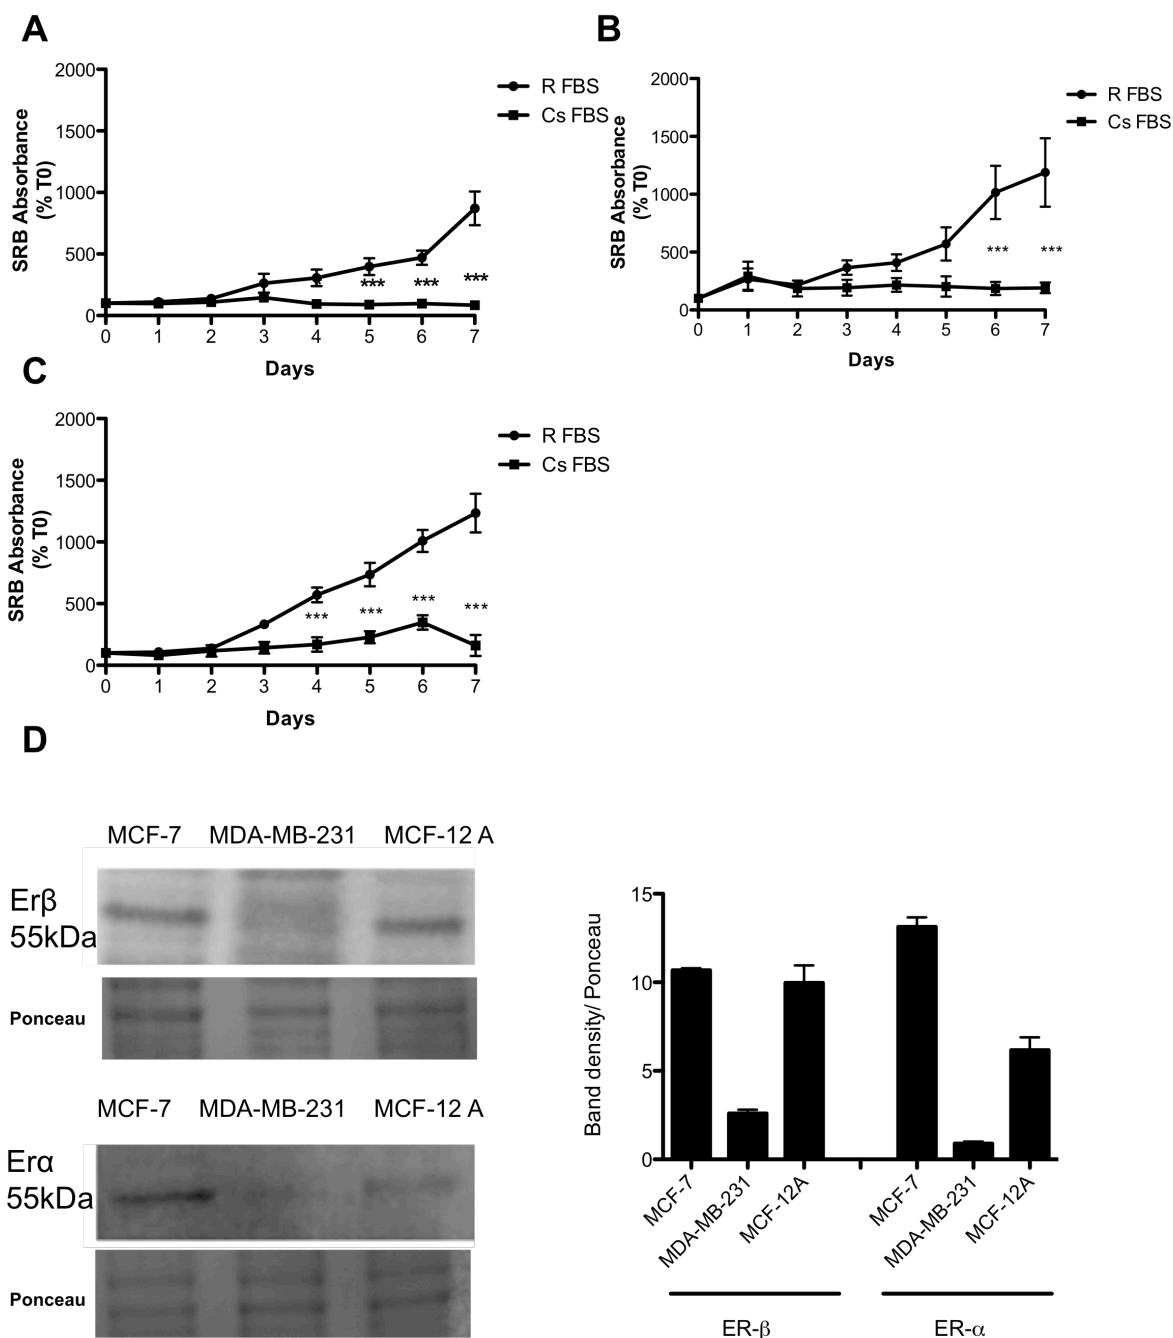 A
2000
1500
1000
500
0
SRB Absorbance
(% T0)
R FBS
Cs FBS
***
***
***
0 1 2 3 4 5 6 7
Days
B
2000
1500
1000
500
0
SRB Absorbance
(% T0)
R FBS
Cs FBS
***
***
0 1 2 3 4 5 6 7
Days
C
2000
1500
1000
500
0
SRB Absorbance
(% T0)
R FBS
Cs FBS
***
***
***
***
0 1 2 3 4 5 6 7
Days
D
MCF-7 MDA-MB-231 MCF-12 A
Erβ
55kDa
Ponceau
MCF-7 MDA-MB-231 MCF-12 A
Erα
55kDa
Ponceau
15
10
5
0
Band density/ Ponceau
MCF-7
MDA-MB-231
MCF-12A
MCF-7
MDA-MB-231
MCF-12A
ER-β
ER-α